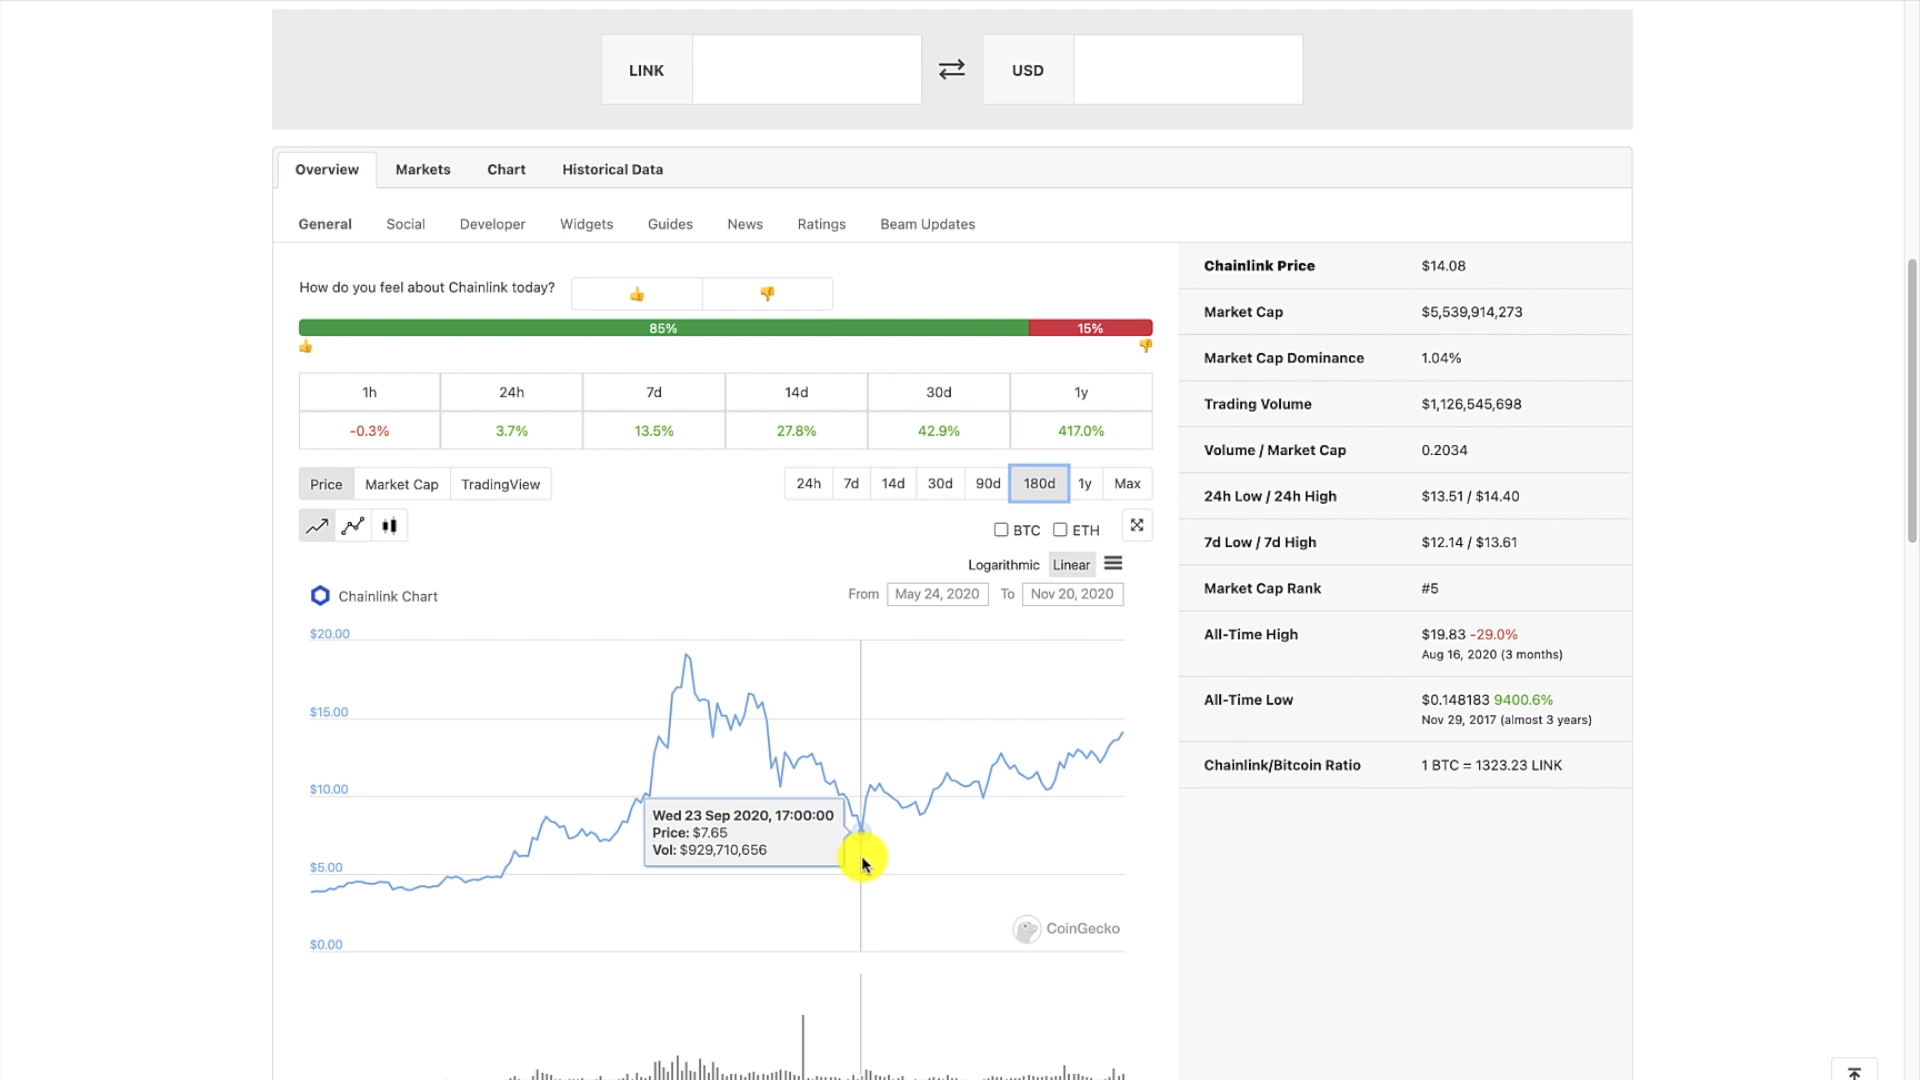 LINK
USD
Overview Markets Chart Historical Data
General Social Developer Widgets Guides News Ratings Beam Updates
How do you feel about Chainlink today?
85% 15%
1h 24h 7d 14d 30d 1y
-0.3% 3.7% 13.5% 27.8% 42.9% 417.0%
Price Market Cap TradingView
24h 7d 14d 30d 90d 180d 1y Max
BTC ETH
Logarithmic Linear
Chainlink Chart
From May 24, 2020 To Nov 20, 2020
$20.00
$15.00
$10.00
Wed 23 Sep 2020, 17:00:00
Price: $7.65
Vol: $929,710,656
$5.00
CoinGecko
$0.00
Chainlink Price $14.08
Market Cap $5,539,914,273
Market Cap Dominance 1.04%
Trading Volume $1,126,545,698
Volume / Market Cap 0.2034
24h Low / 24h High $13.51 / $14.40
7d Low / 7d High $12.14 / $13.61
Market Cap Rank #5
All-Time High $19.83 -29.0%
Aug 16, 2020 (3 months)
All-Time Low $0.148183 9400.6%
Nov 29, 2017 (almost 3 years)
Chainlink/Bitcoin Ratio 1 BTC = 1323.23 LINK